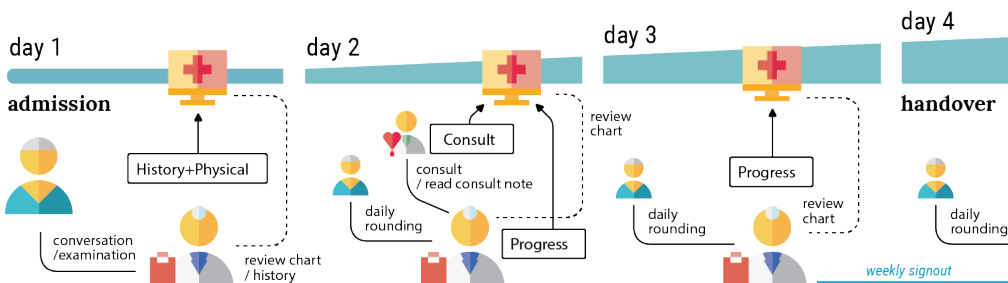 day 1
admission
History+Physical
conversation
/examination
review chart
/ history
day 2
Consult
review
chart
consult
/ read consult note
daily
rounding
Progress
day 3
Progress
daily
rounding
review
chart
day 4
handover
daily
rounding
weekly signout